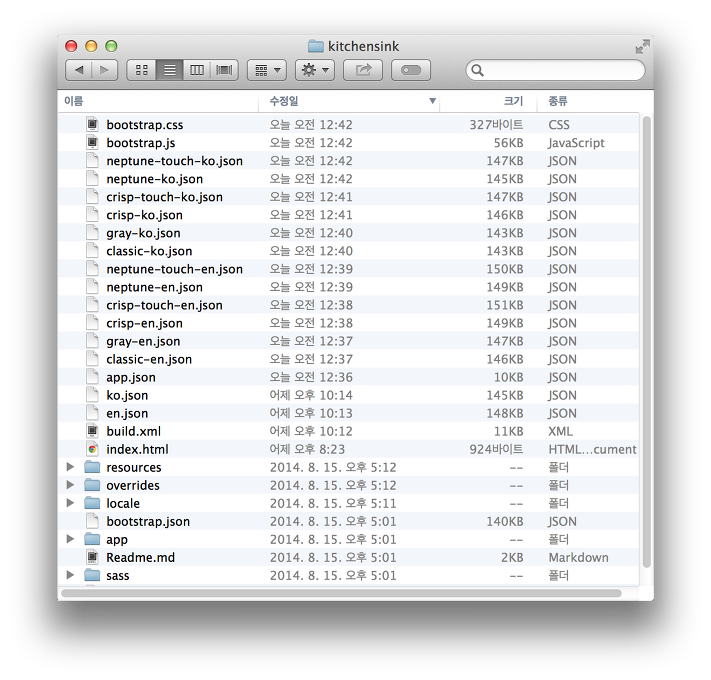 kitchensink
이름 수정일 크기 종류
bootstrap.css 오늘 오전 12:42 327바이트 CSS
bootstrap.js 오늘 오전 12:42 56KB JavaScript
neptune-touch-ko.json 오늘 오전 12:42 147KB JSON
neptune-ko.json 오늘 오전 12:42 145KB JSON
crisp-touch-ko.json 오늘 오전 12:41 147KB JSON
crisp-ko.json 오늘 오전 12:41 146KB JSON
gray-ko.json 오늘 오전 12:40 143KB JSON
classic-ko.json 오늘 오전 12:40 143KB JSON
neptune-touch-en.json 오늘 오전 12:39 150KB JSON
neptune-en.json 오늘 오전 12:39 149KB JSON
crisp-touch-en.json 오늘 오전 12:38 151KB JSON
crisp-en.json 오늘 오전 12:38 149KB JSON
gray-en.json 오늘 오전 12:37 147KB JSON
classic-en.json 오늘 오전 12:37 146KB JSON
app.json 오늘 오전 12:36 10KB JSON
ko.json 어제 오후 10:14 145KB JSON
en.json 어제 오후 10:13 148KB JSON
build.xml 어제 오후 10:12 11KB XML
index.html 어제 오후 8:23 924바이트 HTML...cument
resources 2014. 8. 15. 오후 5:12 -- 폴더
overrides 2014. 8. 15. 오후 5:12 -- 폴더
locale 2014. 8. 15. 오후 5:11 -- 폴더
bootstrap.json 2014. 8. 15. 오후 5:01 140KB JSON
app 2014. 8. 15. 오후 5:01 -- 폴더
Readme.md 2014. 8. 15. 오후 5:01 2KB Markdown
sass 2014. 8. 15. 오후 5:01 -- 폴더